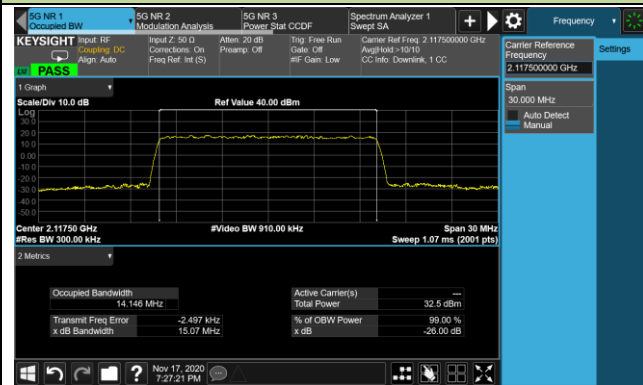 5G NR 1
Occupied BW
5G NR 2
Modulation Analysis
5G NR 3
Power Stat CCDF
Spectrum Analyzer 1
Swept SA
Frequency
KEYSIGHT
Input: RF
Coupling: DC
Align: Auto
Input Z: 50 Ω
Corrections: On
Freq Ref: Int (S)
Atten: 20 dB
Preamp: Off
Trig: Free Run
Gate: Off
#IF Gain: Low
Carrier Ref Freq: 2.117500000 GHz
Avg|Hold:>10/10
CC Info: Downlink, 1 CC
PASS
Carrier Reference
Frequency
2.117500000 GHz
Settings
Span
30.000 MHz
Auto Detect
Manual
1 Graph
Scale/Div 10.0 dB
Ref Value 40.00 dBm
Log
30.0
20.0
10.0
0.00
-10.0
-20.0
-30.0
-40.0
-50.0
Center 2.11750 GHz
#Video BW 910.00 kHz
Span 30 MHz
#Res BW 300.00 kHz
Sweep 1.07 ms (2001 pts)
2 Metrics
Occupied Bandwidth
14.146 MHz
Active Carrier(s)
---
Total Power
32.5 dBm
Transmit Freq Error
-2.497 kHz
% of OBW Power
99.00 %
x dB Bandwidth
15.07 MHz
x dB
-26.00 dB
Nov 17, 2020
7:27:21 PM